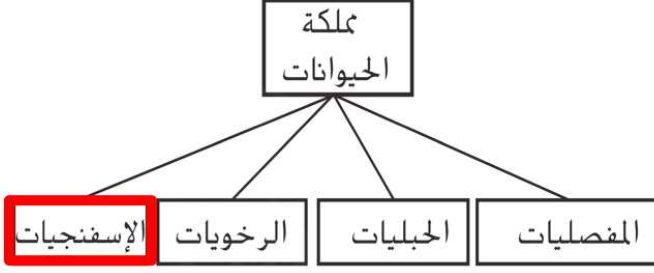 مملكة
الحيوانات
المفصليات
الحبليات
الرخويات
الإسفنجيات